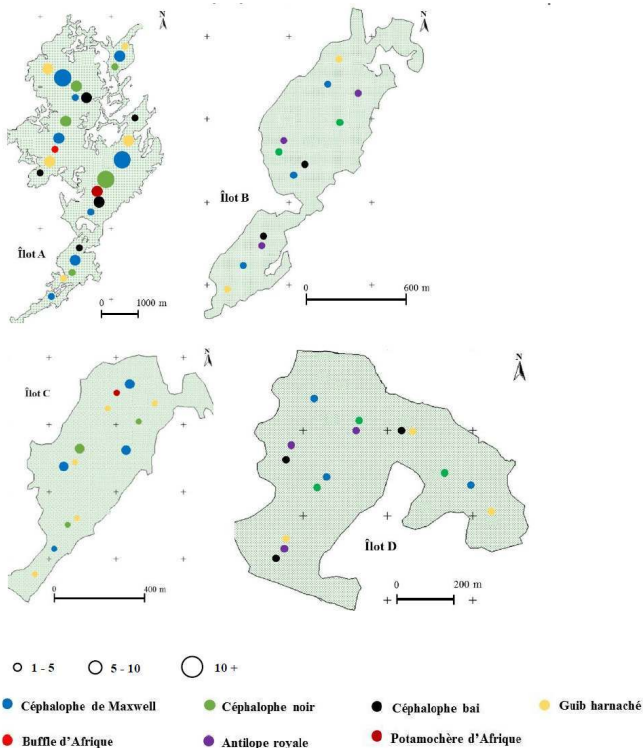 N
N
Îlot A
Îlot B
0 1000 m
0 600 m
N
N
Îlot C
Îlot D
0 400 m
0 200 m
1 - 5 5 - 10 10 +
Céphalophe de Maxwell Céphalophe noir Céphalophe bai Guib harnaché
Buffle d'Afrique Antilope royale Potamochère d'Afrique